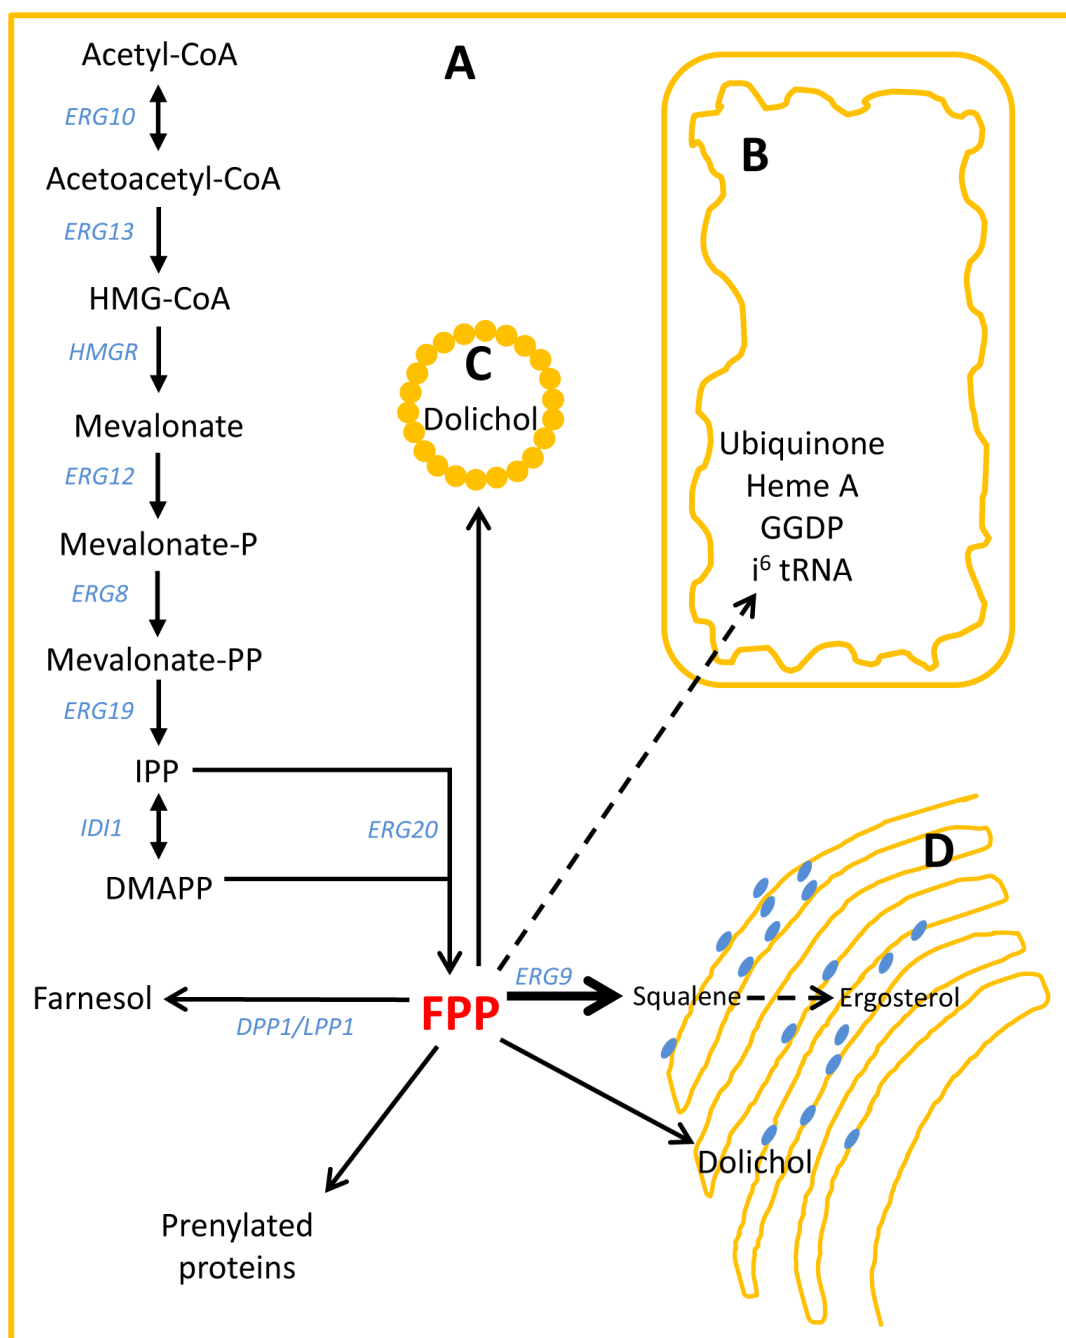 Acetyl-CoA
A
ERG10
B
Acetoacetyl-CoA
ERG13
HMG-CoA
HMGR
C
Dolichol
Mevalonate
Ubiquinone
ERG12
Heme A
GGDP
Mevalonate-P
i⁶ tRNA
ERG8
Mevalonate-PP
ERG19
IPP
IDI1
ERG20
D
DMAPP
ERG9
Farnesol
FPP
Squalene
Ergosterol
DPP1/LPP1
Dolichol
Prenylated
proteins